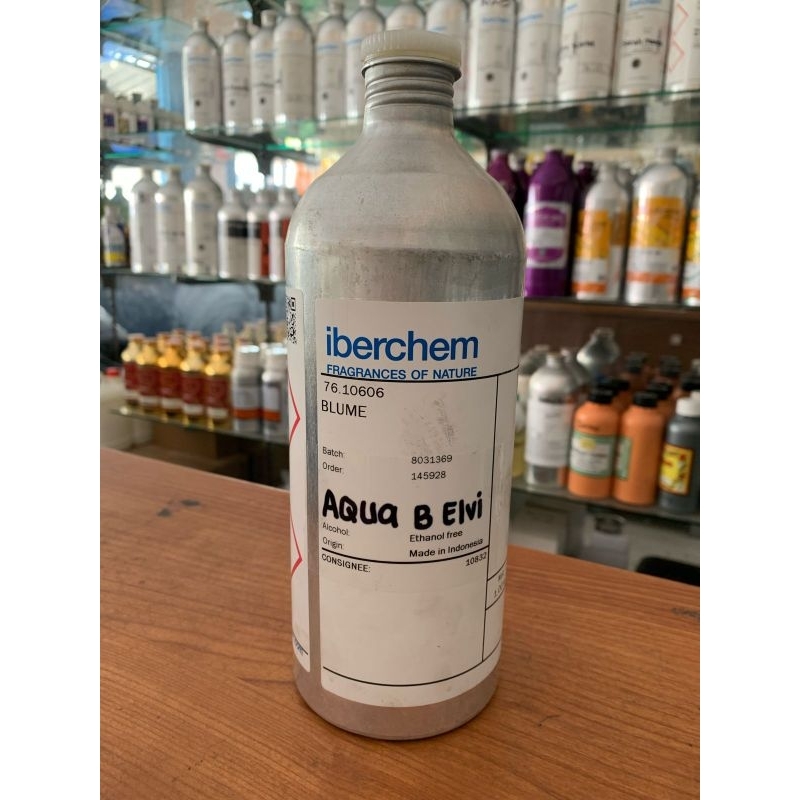 iberchem
FRAGRANCES OF NATURE
76.10606
BLUME
Batch: 8031369
Order: 145928
AQUA B Elvi
Alcohol: Ethanol free
Origin: Made in Indonesia
CONSIGNEE: 10832